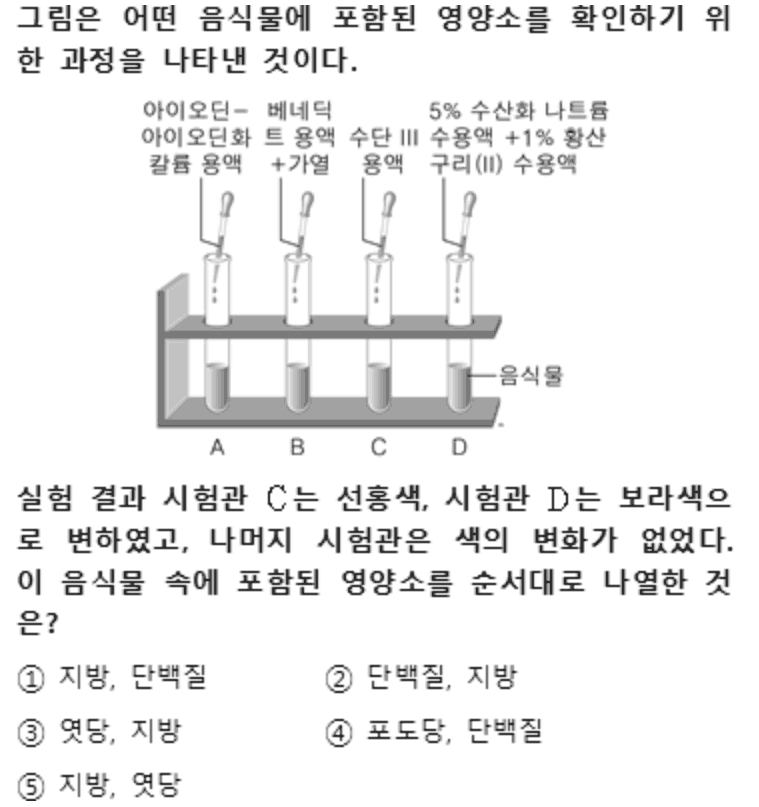 그림은 어떤 음식물에 포함된 영양소를 확인하기 위
한 과정을 나타낸 것이다.
아이오딘- 베네딕 5% 수산화 나트륨
아이오딘화 트 용액 수단 III 수용액 +1% 황산
칼륨 용액 +가열 용액 구리(II) 수용액
음식물
A B C D
실험 결과 시험관 C는 선홍색, 시험관 D는 보라색으
로 변하였고, 나머지 시험관은 색의 변화가 없었다.
이 음식물 속에 포함된 영양소를 순서대로 나열한 것
은?
① 지방, 단백질 ② 단백질, 지방
③ 엿당, 지방 ④ 포도당, 단백질
⑤ 지방, 엿당